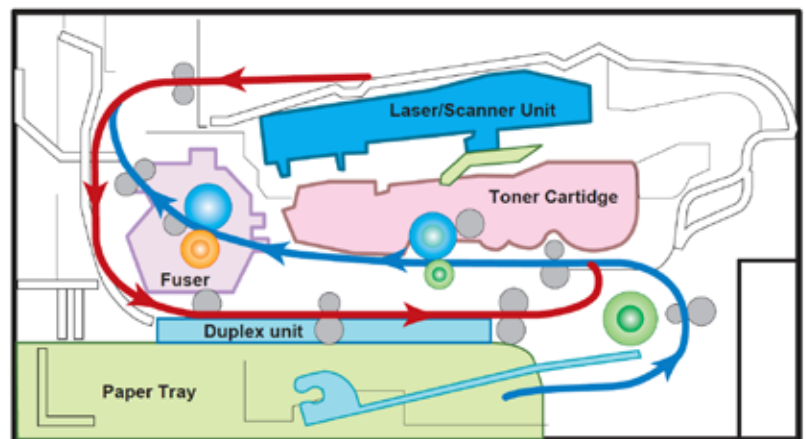 Laser/Scanner Unit
Toner Cartidge
Fuser
Duplex unit
Paper Tray